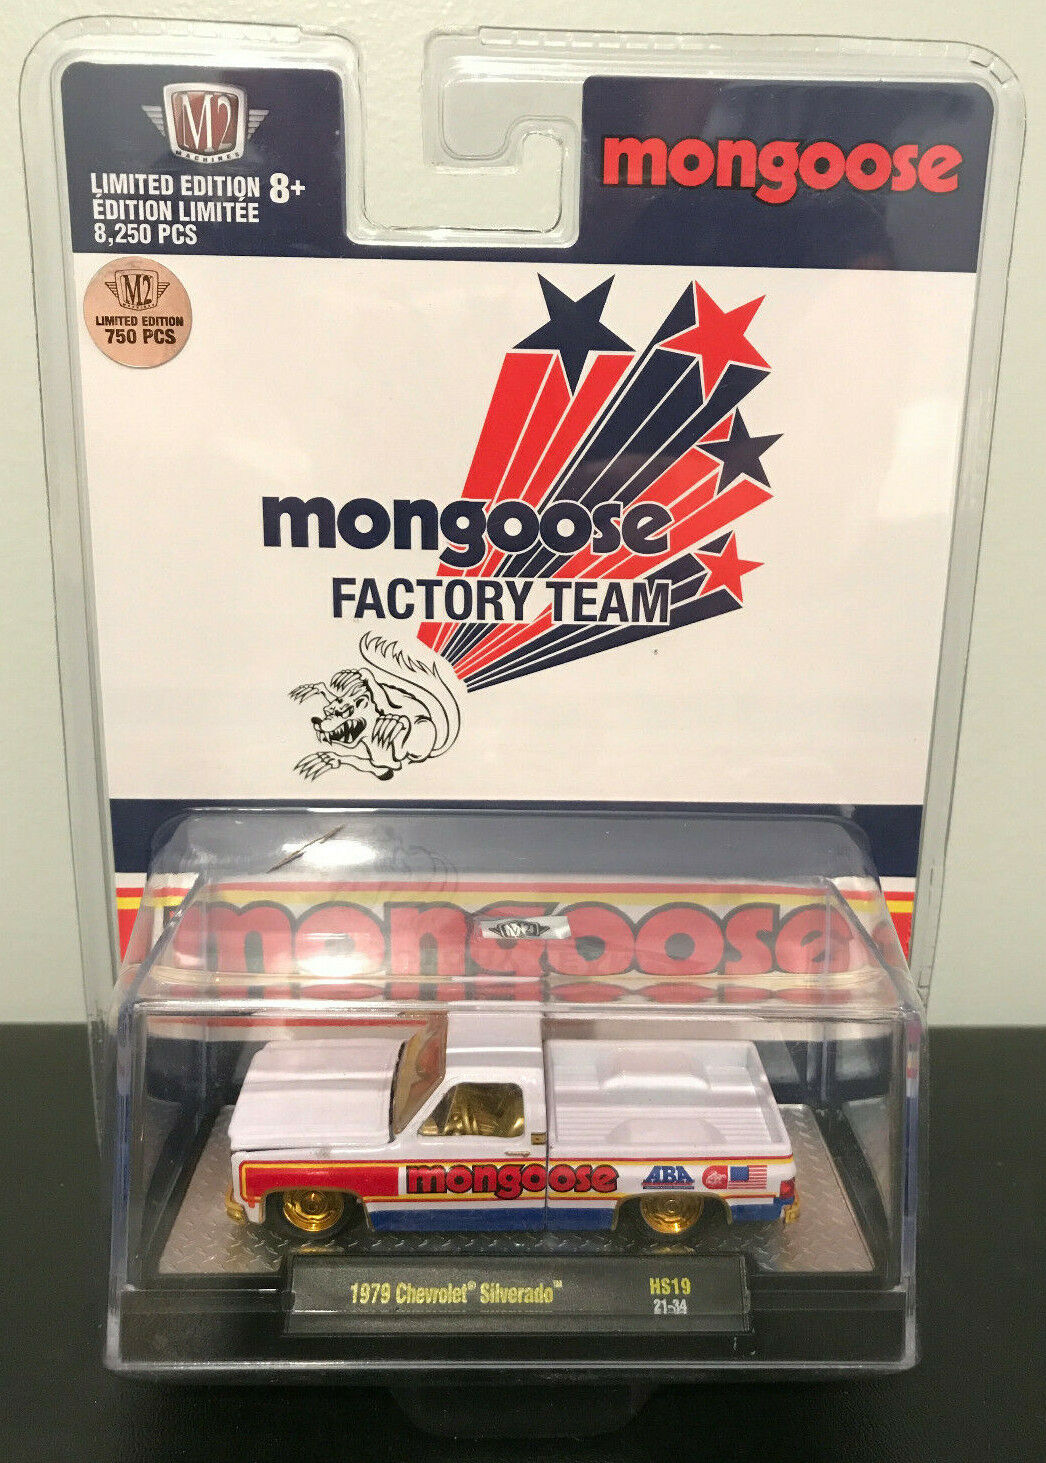 M2
MACHINES
LIMITED EDITION 8+
ÉDITION LIMITÉE
8,250 PCS
mongoose
M2
LIMITED EDITION
750 PCS
mongoose
FACTORY TEAM
mongoose
M2
mongoose
ABA
1979 Chevrolet® Silverado™
HS19
21-34